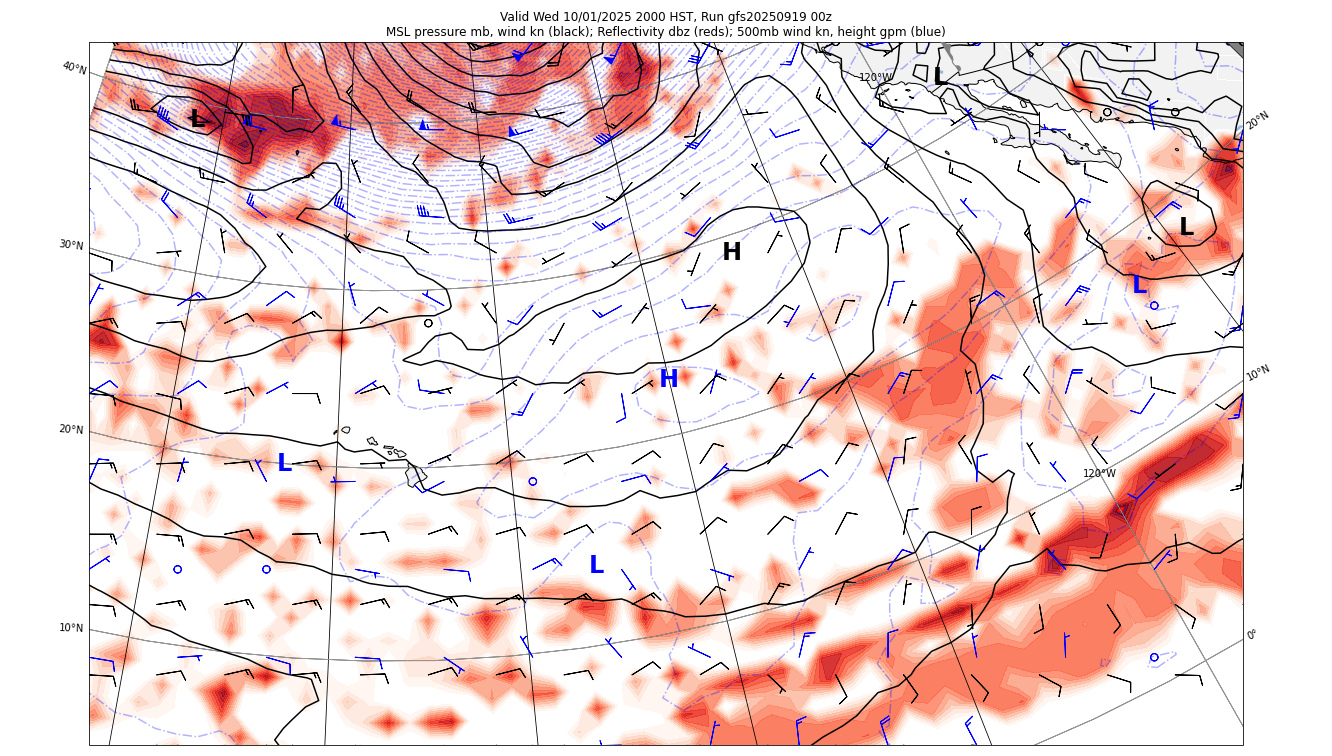 Valid Wed 10/01/2025 2000 HST, Run gfs20250919 00z
MSL pressure mb, wind kn (black); Reflectivity dbz (reds); 500mb wind kn, height gpm (blue)
40°N
120°W
L
L
20°N
30°N
H
L
L
H
10°N
20°N
L
120°W
L
10°N
0°